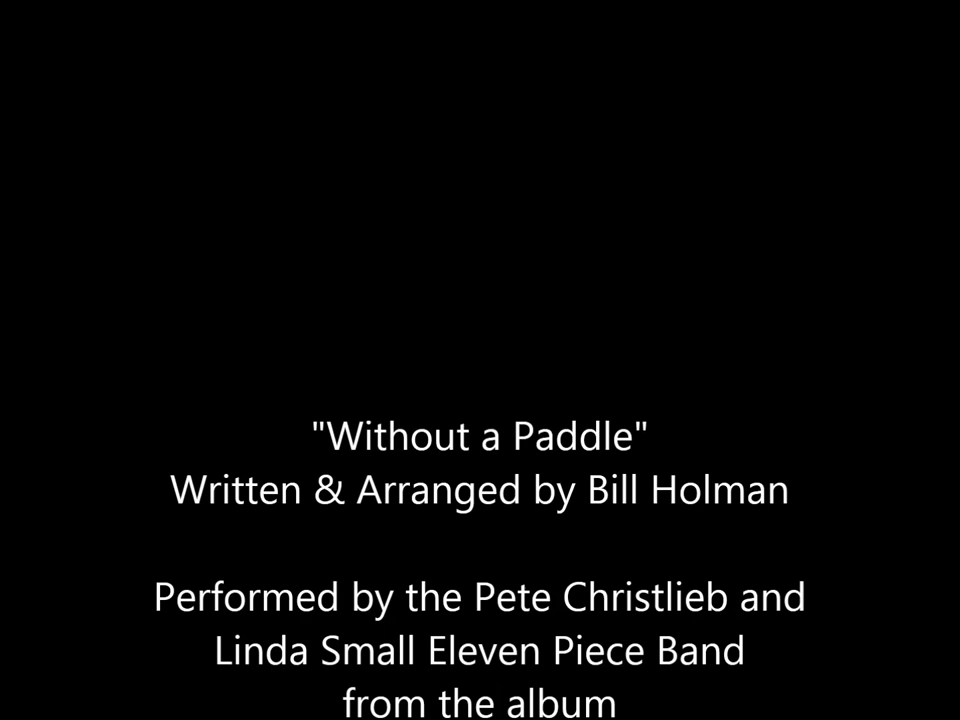 "Without a Paddle"
Written & Arranged by Bill Holman
Performed by the Pete Christlieb and
Linda Small Eleven Piece Band
from the album